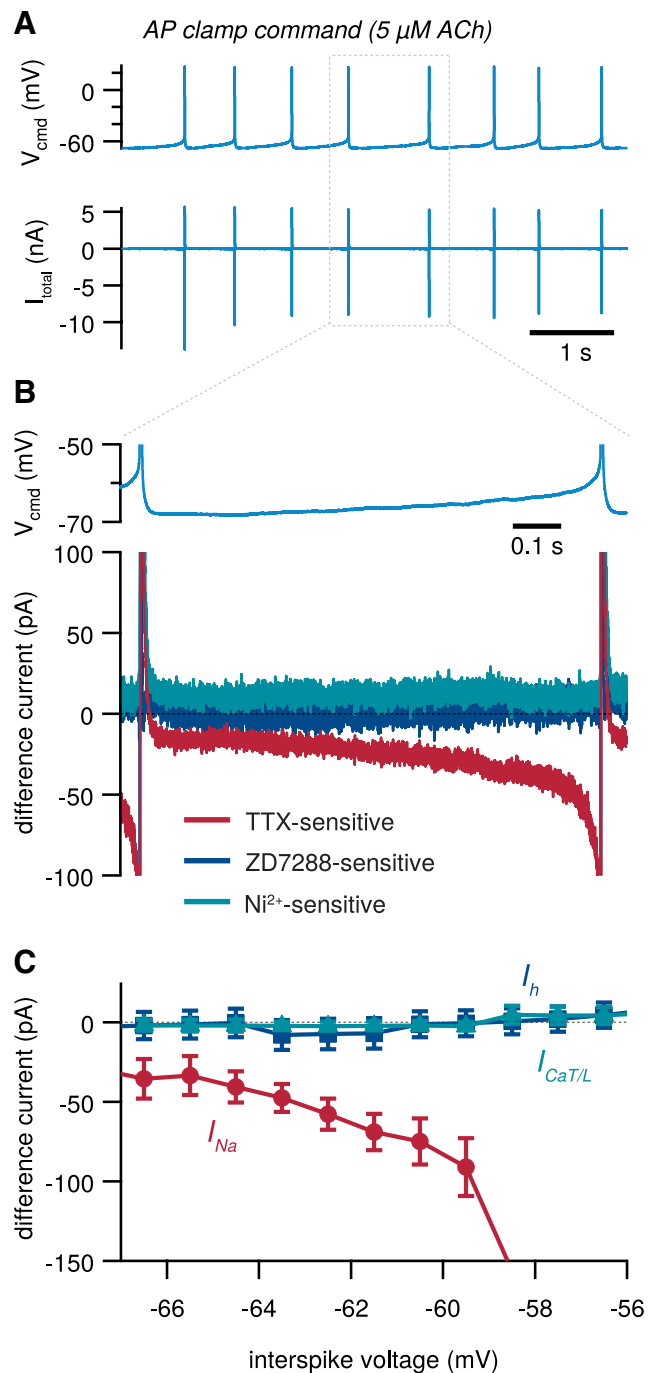 A
AP clamp command (5 µM ACh)
V_cmd (mV)
0
-60
I_total (nA)
5
0
-5
-10
1 s
B
V_cmd (mV)
-50
-70
0.1 s
difference current (pA)
100
50
0
-50
-100
TTX-sensitive
ZD7288-sensitive
Ni²⁺-sensitive
C
difference current (pA)
0
-50
-100
-150
I_h
I_CaT/L
I_Na
-66 -64 -62 -60 -58 -56
interspike voltage (mV)